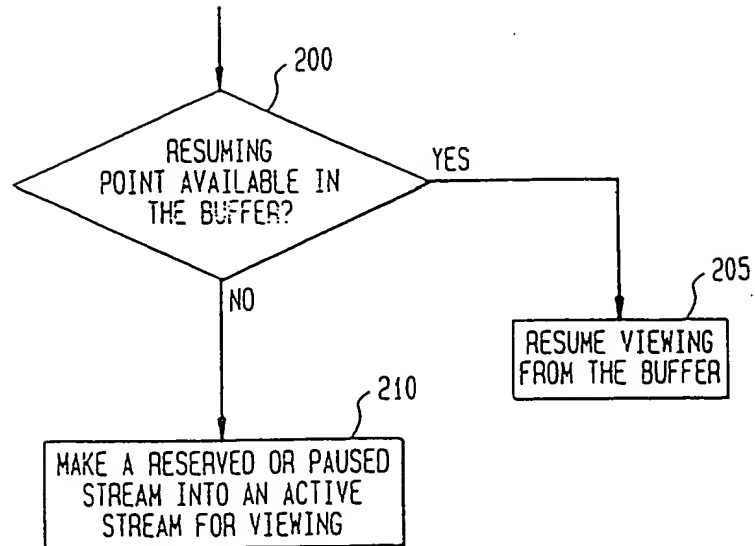 200
RESUMING
POINT AVAILABLE IN
THE BUFFER?
YES
NO
205
RESUME VIEWING
FROM THE BUFFER
210
MAKE A RESERVED OR PAUSED
STREAM INTO AN ACTIVE
STREAM FOR VIEWING